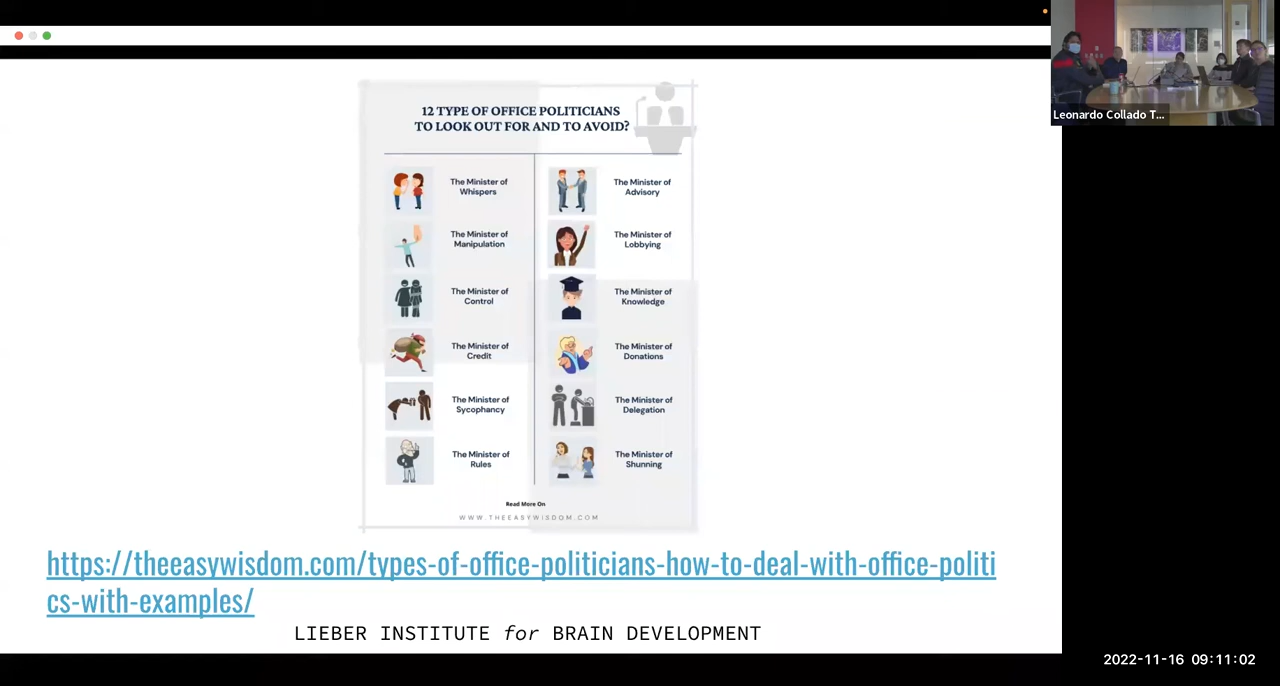 12 TYPE OF OFFICE POLITICIANS
TO LOOK OUT FOR AND TO AVOID?
The Minister of
Whispers
The Minister of
Manipulation
The Minister of
Control
The Minister of
Credit
The Minister of
Sycophancy
The Minister of
Rules
The Minister of
Advisory
The Minister of
Lobbying
The Minister of
Knowledge
The Minister of
Donations
The Minister of
Delegation
The Minister of
Shunning
Read More On
WWW.THEEASYWISDOM.COM
https://theeasywisdom.com/types-of-office-politicians-how-to-deal-with-office-politi
cs-with-examples/
LIEBER INSTITUTE for BRAIN DEVELOPMENT
Leonardo Collado T...
2022-11-16 09:11:02